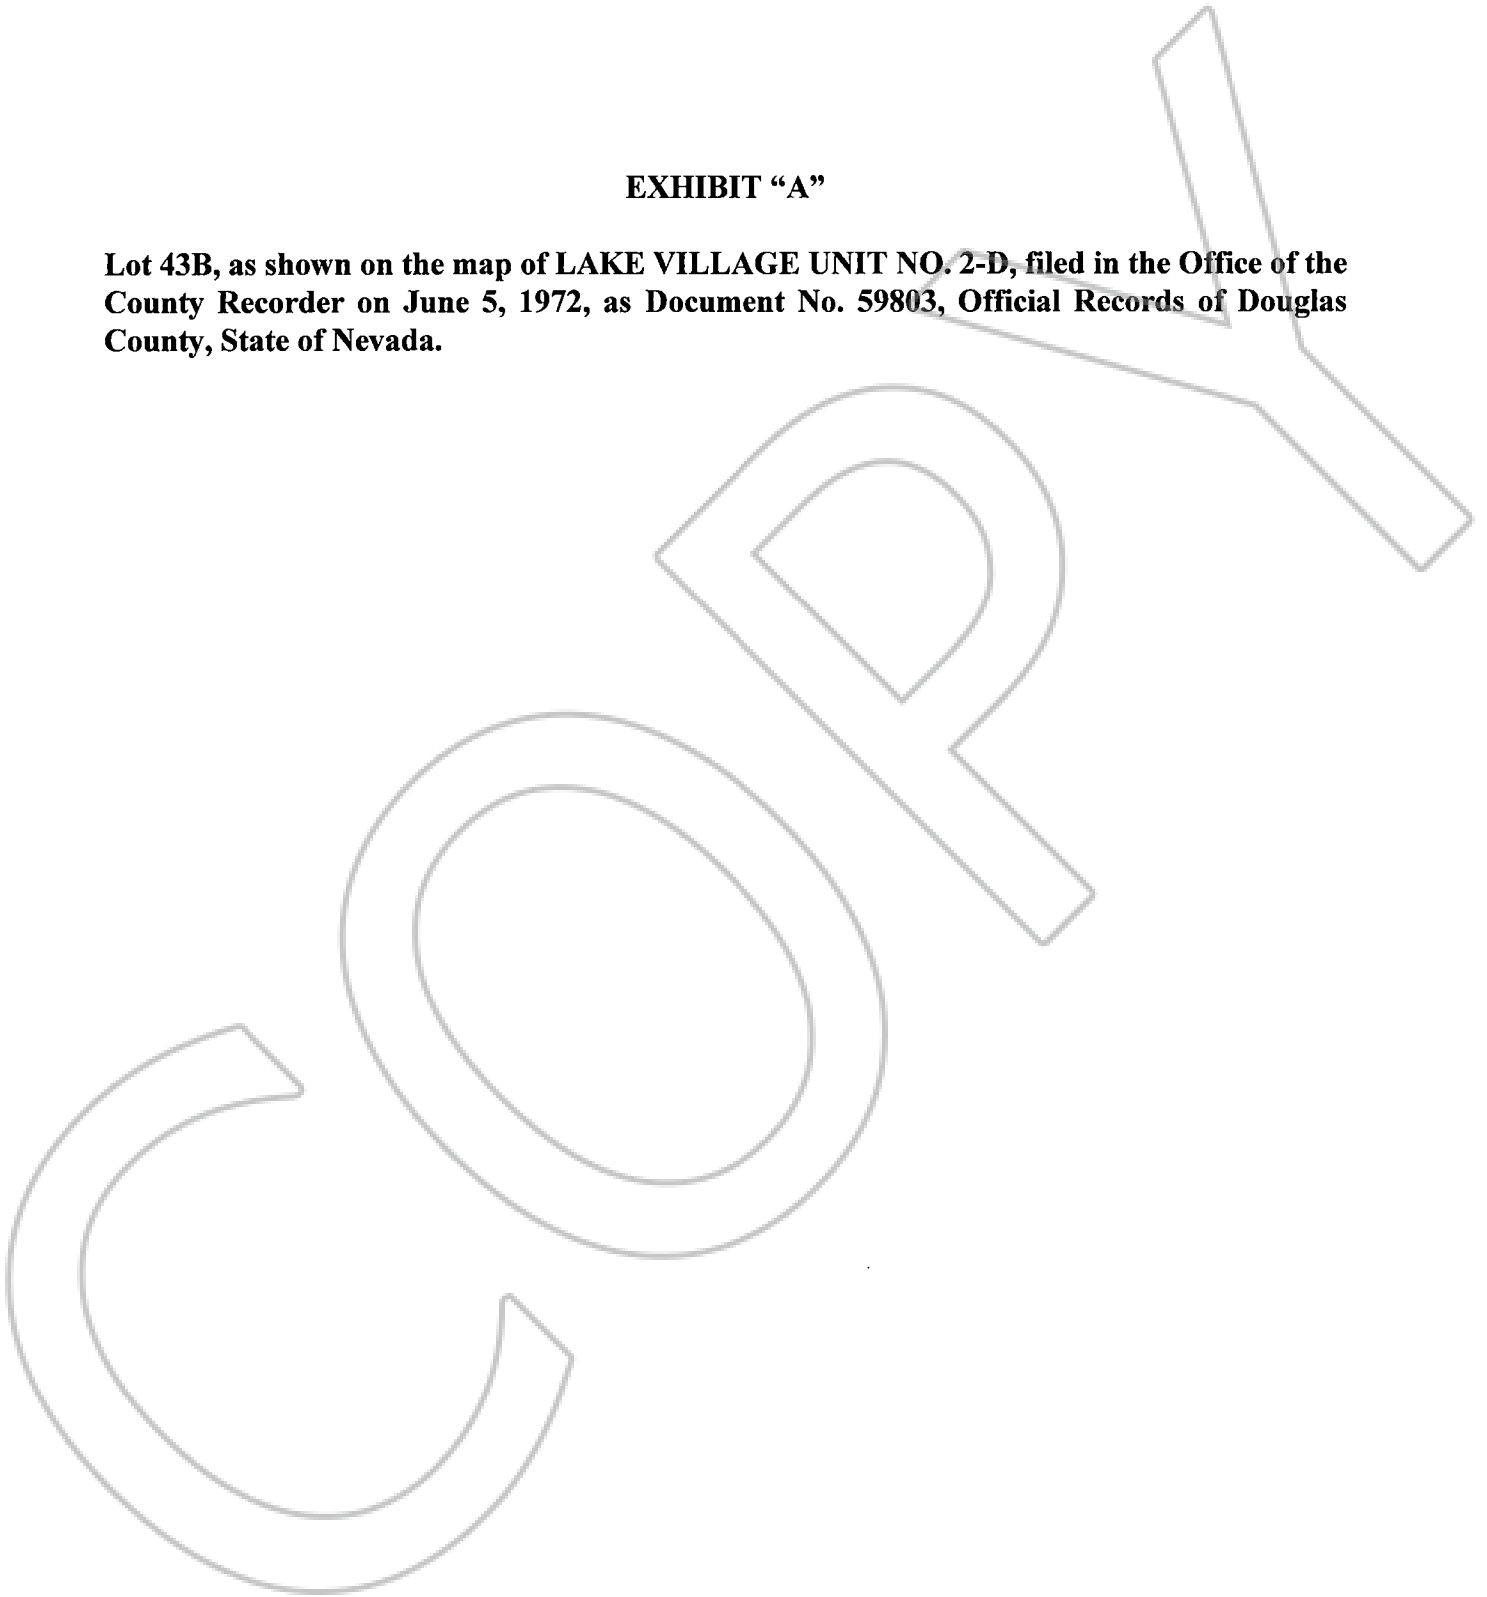 EXHIBIT “A”
Lot 43B, as shown on the map of LAKE VILLAGE UNIT NO. 2-D, filed in the Office of the
County Recorder on June 5, 1972, as Document No. 59803, Official Records of Douglas
County, State of Nevada.
COPY